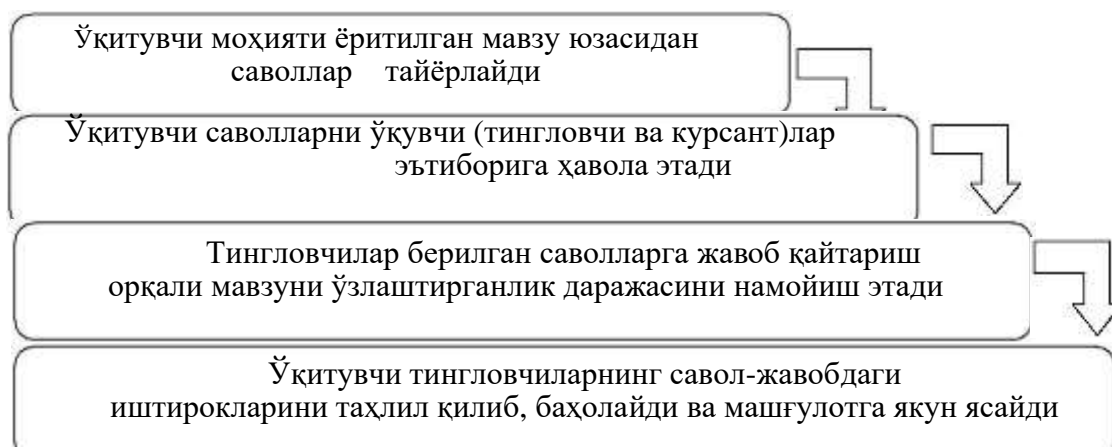 Ўқитувчи моҳияти ёритилган мавзу юзасидан
саволлар тайёрлайди
Ўқитувчи саволларни ўқувчи (тингловчи ва курсант)лар
эътиборига ҳавола этади
Тингловчилар берилган саволларга жавоб қайтариш
орқали мавзуни ўзлаштирганлик даражасини намойиш этади
Ўқитувчи тингловчиларнинг савол-жавобдаги
иштирокларини таҳлил қилиб, баҳолайди ва машғулотга якун ясайди